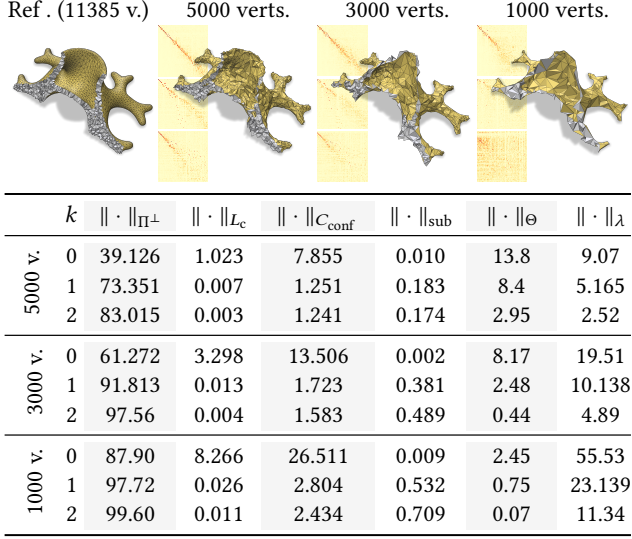 Ref . (11385 v.) 5000 verts. 3000 verts. 1000 verts.
k ‖ · ‖Π⊥ ‖ · ‖Lc ‖ · ‖Cconf ‖ · ‖sub ‖ · ‖Θ ‖ · ‖λ
5000 v.
0 39.126 1.023 7.855 0.010 13.8 9.07
1 73.351 0.007 1.251 0.183 8.4 5.165
2 83.015 0.003 1.241 0.174 2.95 2.52
3000 v.
0 61.272 3.298 13.506 0.002 8.17 19.51
1 91.813 0.013 1.723 0.381 2.48 10.138
2 97.56 0.004 1.583 0.489 0.44 4.89
1000 v.
0 87.90 8.266 26.511 0.009 2.45 55.53
1 97.72 0.026 2.804 0.532 0.75 23.139
2 99.60 0.011 2.434 0.709 0.07 11.34